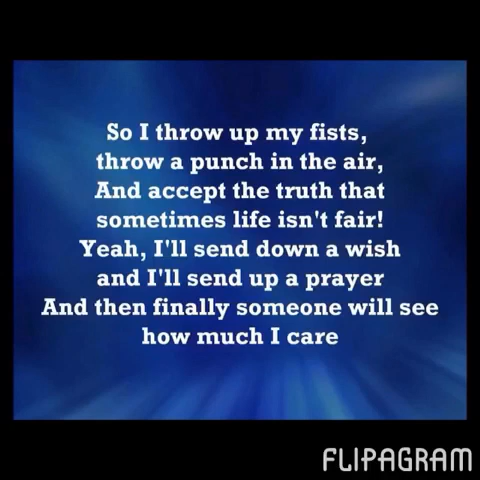 So I throw up my fists,
throw a punch in the air,
And accept the truth that
sometimes life isn't fair!
Yeah, I'll send down a wish
and I'll send up a prayer
And then finally someone will see
how much I care
FLIPAGRAM